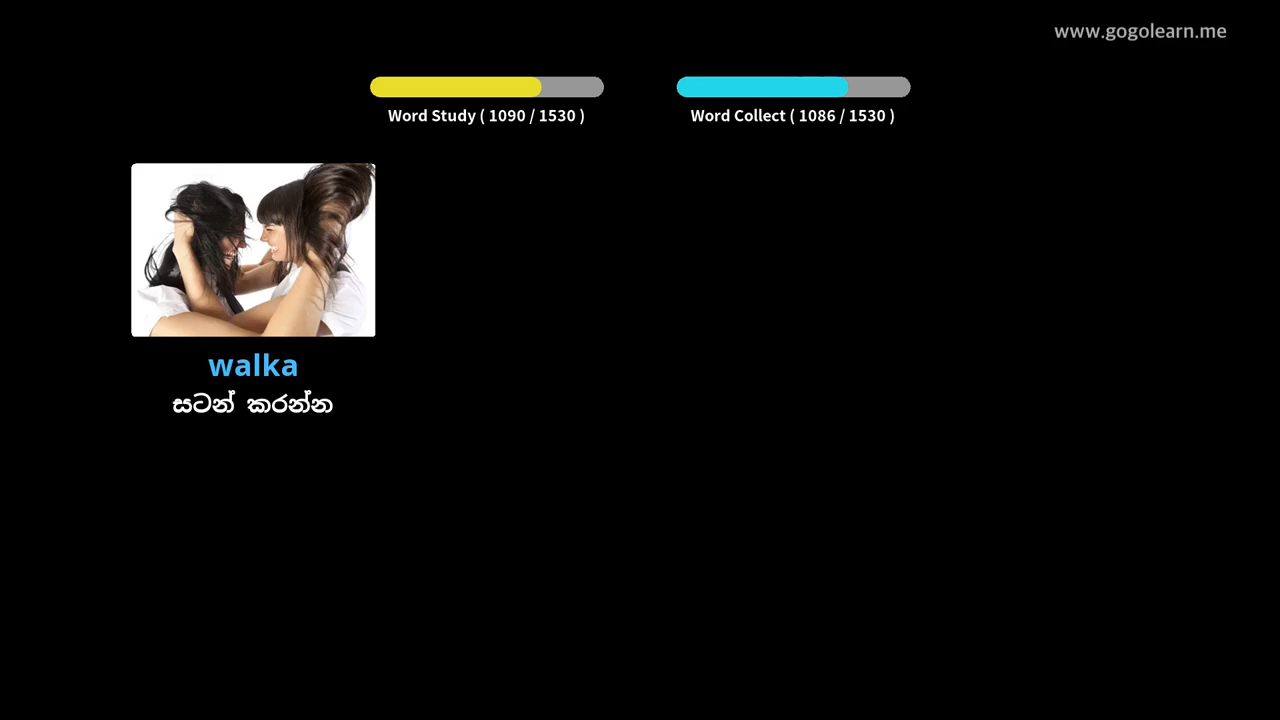 www.gogolearn.me
Word Study ( 1090 / 1530 )
Word Collect ( 1086 / 1530 )
walka
සටන් කරන්න